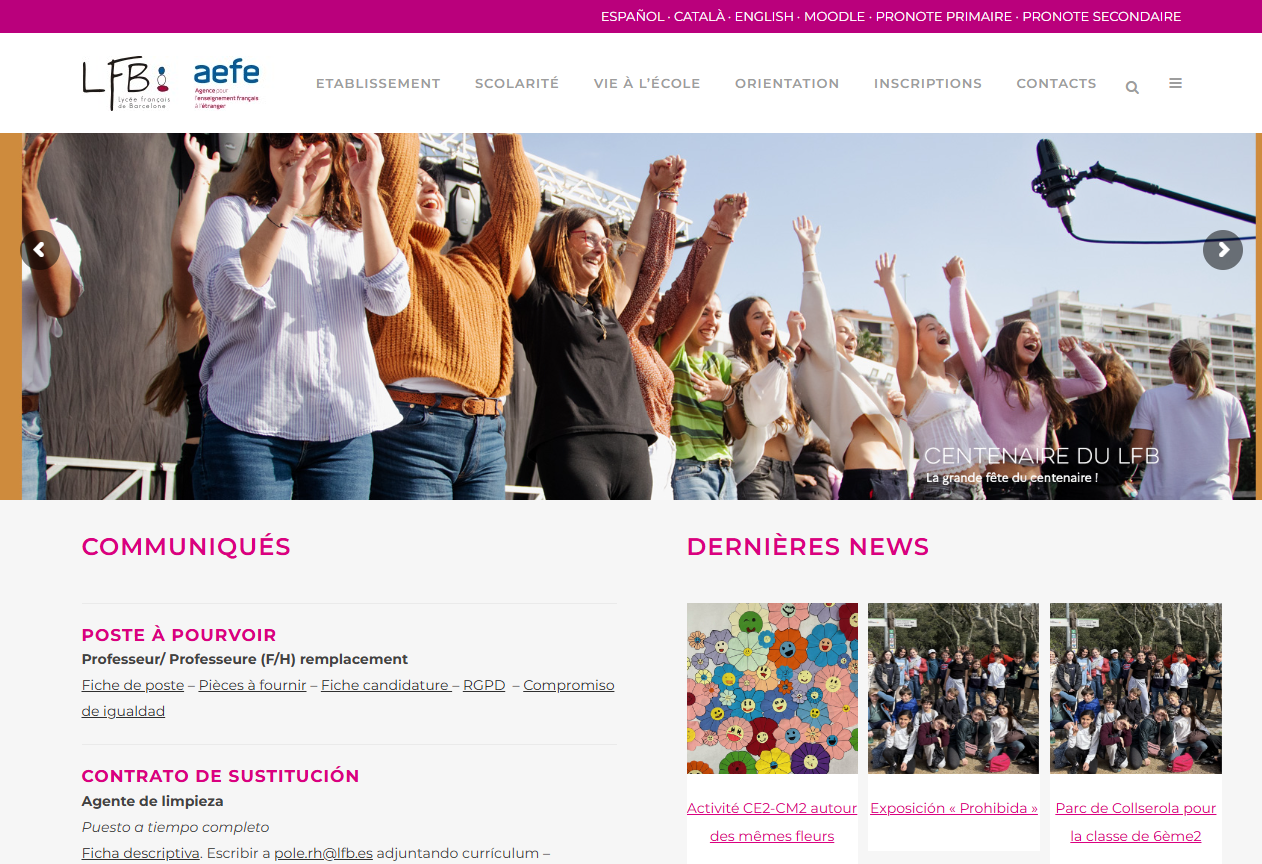 ESPAÑOL · CATALÀ · ENGLISH · MOODLE · PRONOTE PRIMAIRE · PRONOTE SECONDAIRE
LFB
Lycée français
de Barcelone
aefe
Agence pour
l'enseignement français
à l'étranger
ETABLISSEMENT SCOLARITÉ VIE À L'ÉCOLE ORIENTATION INSCRIPTIONS CONTACTS
CENTENAIRE DU LFB
La grande fête du centenaire !
COMMUNIQUÉS
POSTE À POURVOIR
Professeur/ Professeure (F/H) remplacement
Fiche de poste – Pièces à fournir – Fiche candidature – RGPD – Compromiso
de igualdad
CONTRATO DE SUSTITUCIÓN
Agente de limpieza
Puesto a tiempo completo
Ficha descriptiva. Escribir a pole.rh@lfb.es adjuntando currículum –
DERNIÈRES NEWS
Activité CE2-CM2 autour
des mêmes fleurs
Exposición « Prohibida »
Parc de Collserola pour
la classe de 6ème2